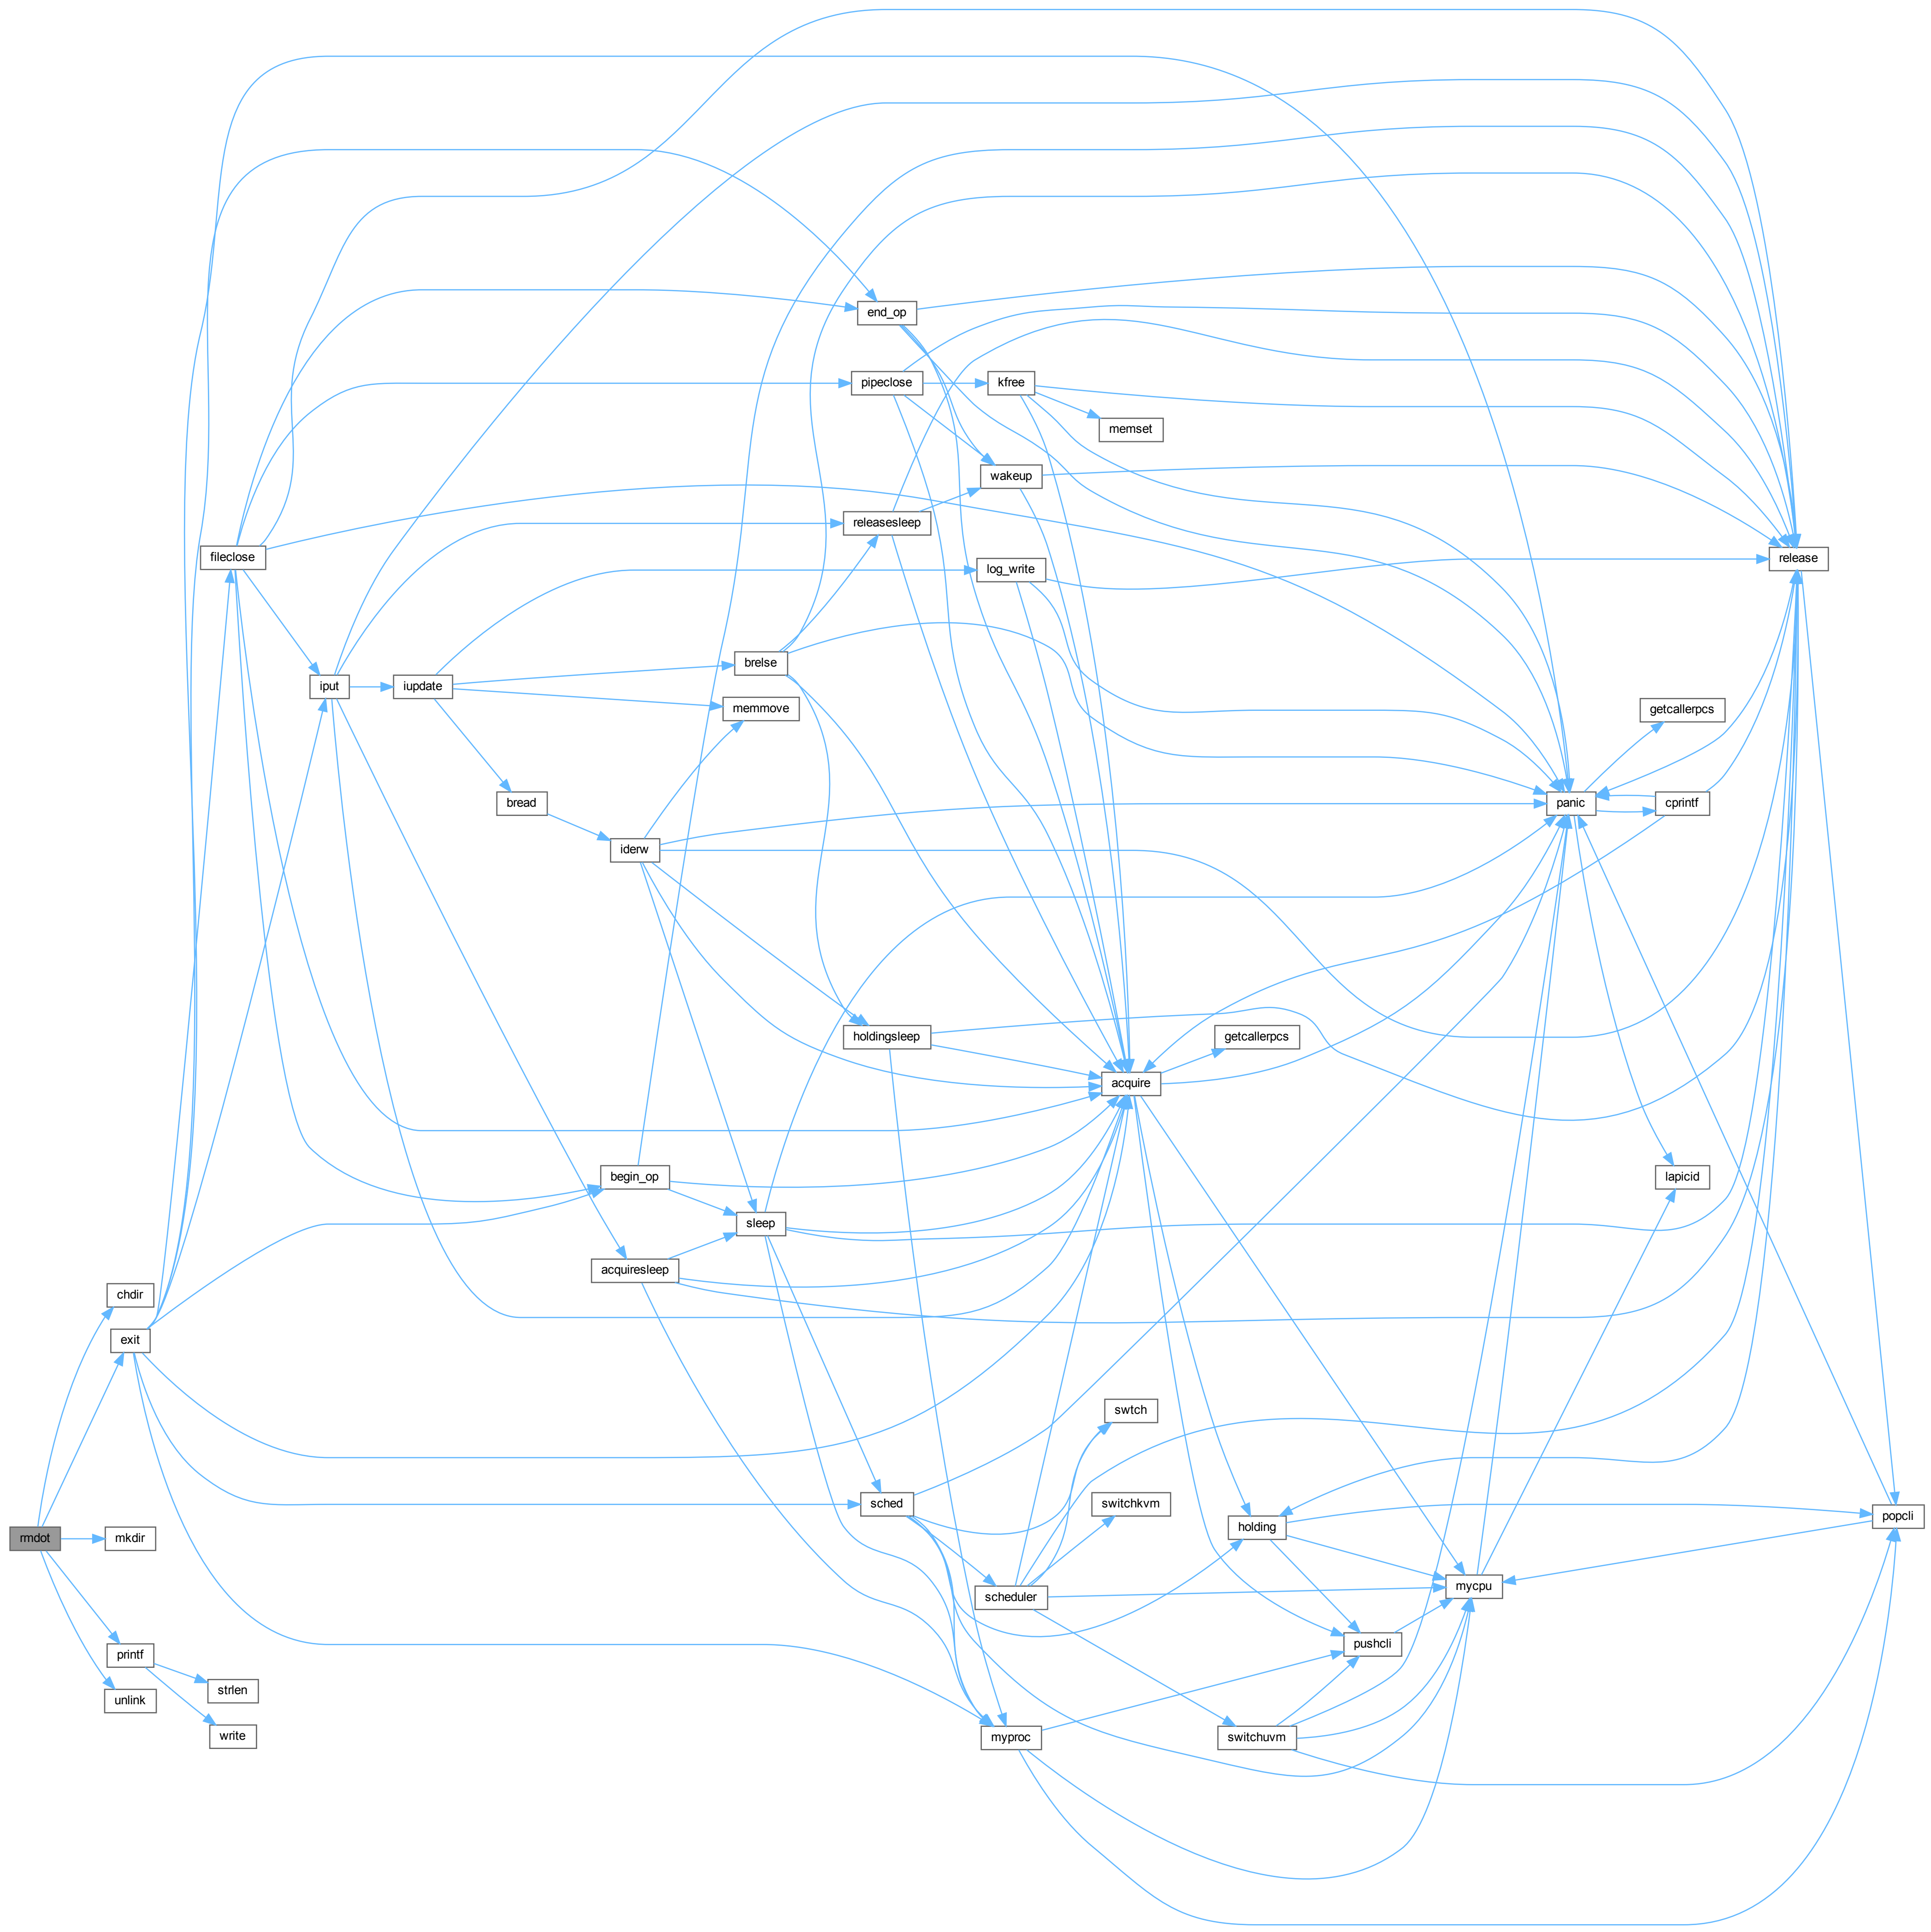 end_op
pipeclose
kfree
memset
wakeup
releasesleep
fileclose
log_write
release
brelse
iput
iupdate
memmove
getcallerpcs
bread
panic
cprintf
iderw
holdingsleep
getcallerpcs
acquire
begin_op
lapicid
sleep
acquiresleep
chdir
exit
swtch
sched
switchkvm
popcli
holding
rmdot
mkdir
mycpu
scheduler
pushcli
printf
strlen
unlink
write
myproc
switchuvm